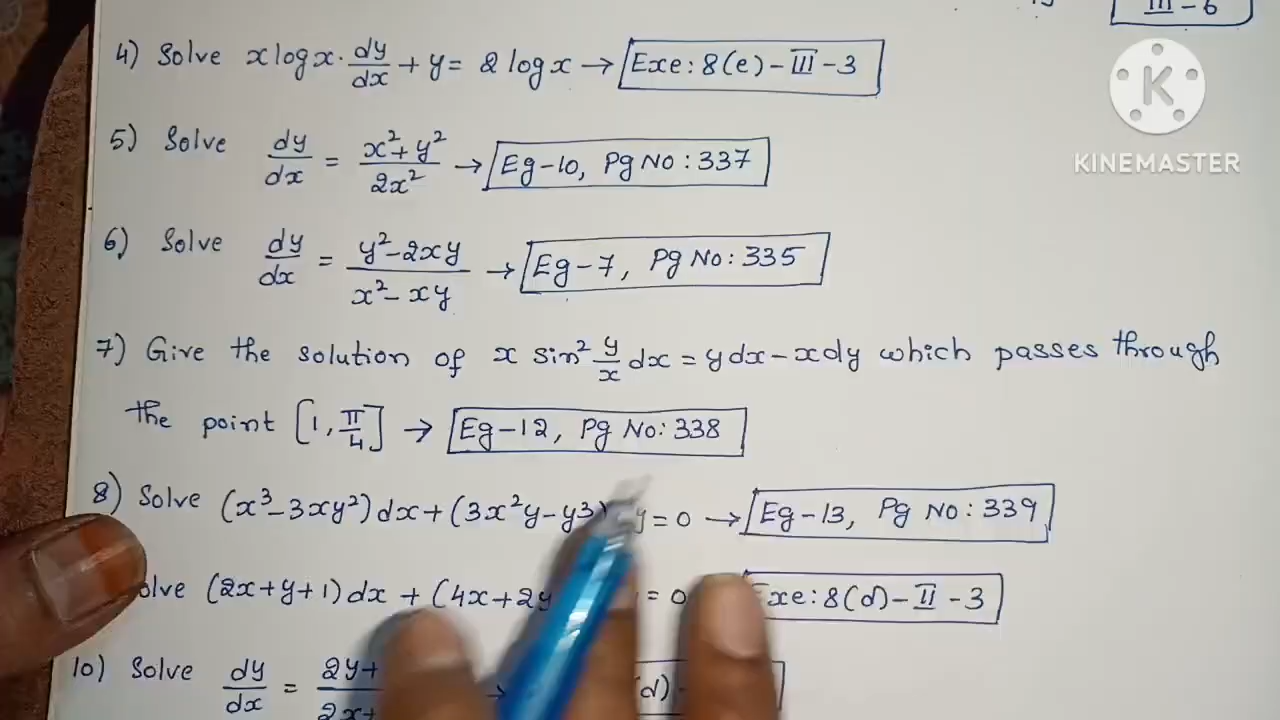 III-6
4) Solve x log x · dy/dx + y = 2 log x → Exe: 8(e)-III-3
KINEMASTER
5) Solve dy/dx = x²+y²/2x² → Eg-10, Pg No: 337
6) Solve dy/dx = y²-2xy/x²-xy → Eg-7, Pg No: 335
7) Give the solution of x sin² y/x dx = ydx - xdy which passes through
the point [1, π/4] → Eg-12, Pg No: 338
8) Solve (x³-3xy²)dx + (3x²y-y³) y = 0 → Eg-13, Pg No: 339
olve (2x+y+1)dx + (4x+2y = 0 Exe: 8(d)-II-3
10) Solve dy/dx = 2y+/2x+ (d)